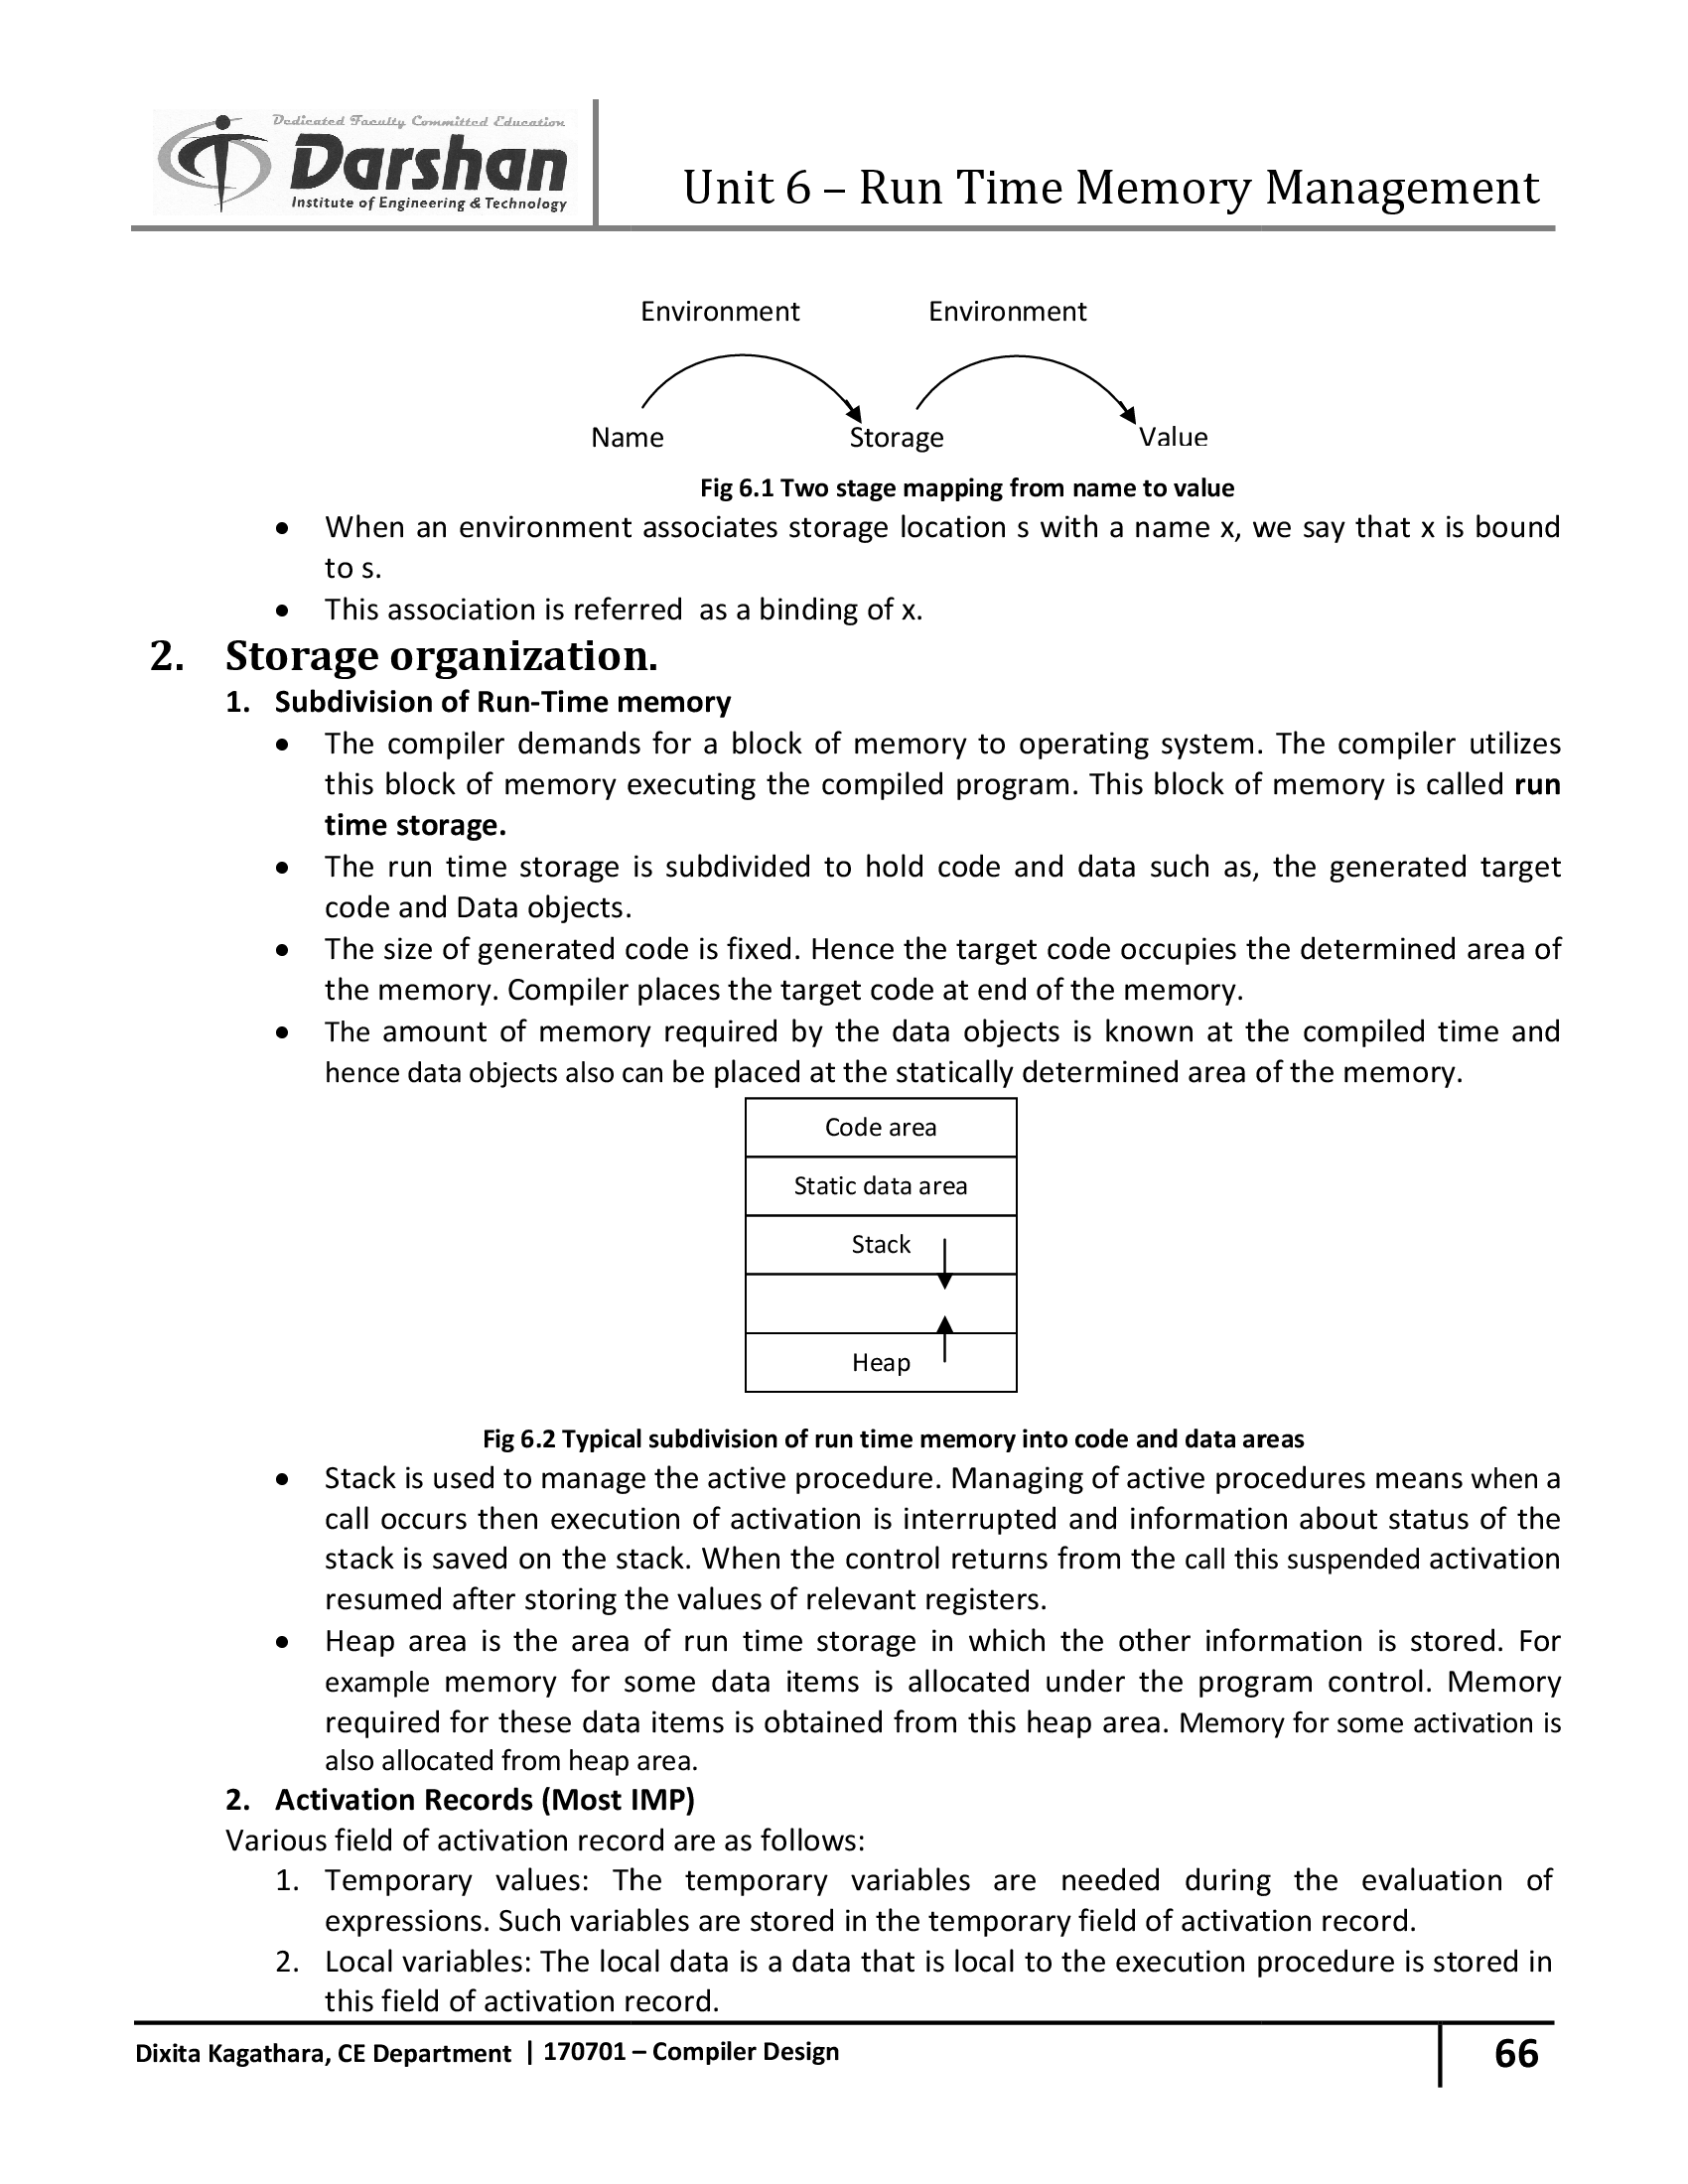 Dedicated Faculty Committed Education
Darshan
Institute of Engineering & Technology
Unit 6 – Run Time Memory Management
Environment Environment
Name Storage Value
Fig 6.1 Two stage mapping from name to value
• When an environment associates storage location s with a name x, we say that x is bound
to s.
• This association is referred as a binding of x.
2. Storage organization.
1. Subdivision of Run-Time memory
• The compiler demands for a block of memory to operating system. The compiler utilizes
this block of memory executing the compiled program. This block of memory is called run
time storage.
• The run time storage is subdivided to hold code and data such as, the generated target
code and Data objects.
• The size of generated code is fixed. Hence the target code occupies the determined area of
the memory. Compiler places the target code at end of the memory.
• The amount of memory required by the data objects is known at the compiled time and
hence data objects also can be placed at the statically determined area of the memory.
Code area
Static data area
Stack
Heap
Fig 6.2 Typical subdivision of run time memory into code and data areas
• Stack is used to manage the active procedure. Managing of active procedures means when a
call occurs then execution of activation is interrupted and information about status of the
stack is saved on the stack. When the control returns from the call this suspended activation
resumed after storing the values of relevant registers.
• Heap area is the area of run time storage in which the other information is stored. For
example memory for some data items is allocated under the program control. Memory
required for these data items is obtained from this heap area. Memory for some activation is
also allocated from heap area.
2. Activation Records (Most IMP)
Various field of activation record are as follows:
1. Temporary values: The temporary variables are needed during the evaluation of
expressions. Such variables are stored in the temporary field of activation record.
2. Local variables: The local data is a data that is local to the execution procedure is stored in
this field of activation record.
Dixita Kagathara, CE Department | 170701 – Compiler Design 66